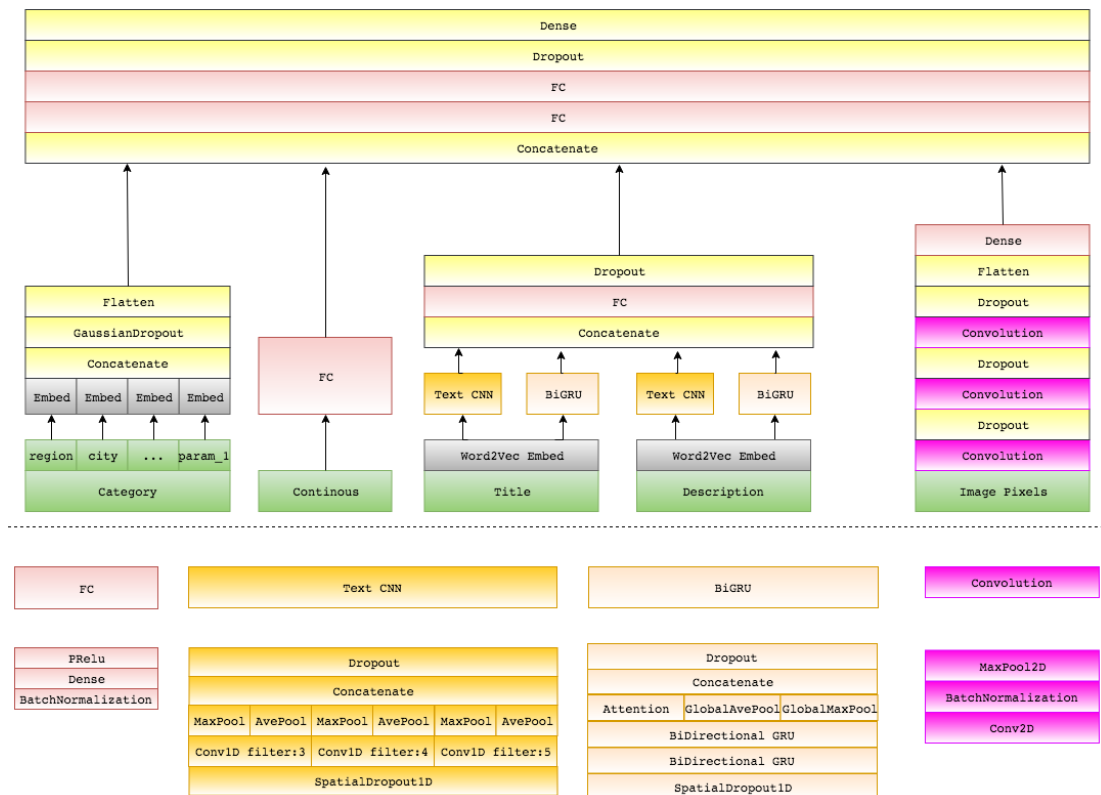 Dense
Dropout
FC
FC
Concatenate
Dense
Flatten
Dropout
Convolution
Dropout
Convolution
Dropout
Convolution
Image Pixels
Flatten
GaussianDropout
Concatenate
Embed Embed Embed Embed
region city ... param_1
Category
FC
Continous
Dropout
FC
Concatenate
Text CNN BiGRU Text CNN BiGRU
Word2Vec Embed Word2Vec Embed
Title Description
FC Text CNN BiGRU Convolution
PRelu
Dense
BatchNormalization
Dropout
Concatenate
MaxPool AvePool MaxPool AvePool MaxPool AvePool
Conv1D filter:3 Conv1D filter:4 Conv1D filter:5
SpatialDropout1D
Dropout
Concatenate
Attention GlobalAvePool GlobalMaxPool
BiDirectional GRU
BiDirectional GRU
SpatialDropout1D
MaxPool2D
BatchNormalization
Conv2D